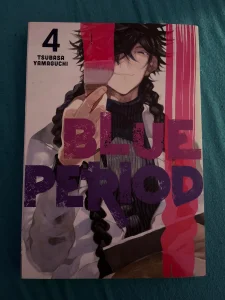 4
TSUBASA
YAMAGUCHI
BLUE
PERIOD